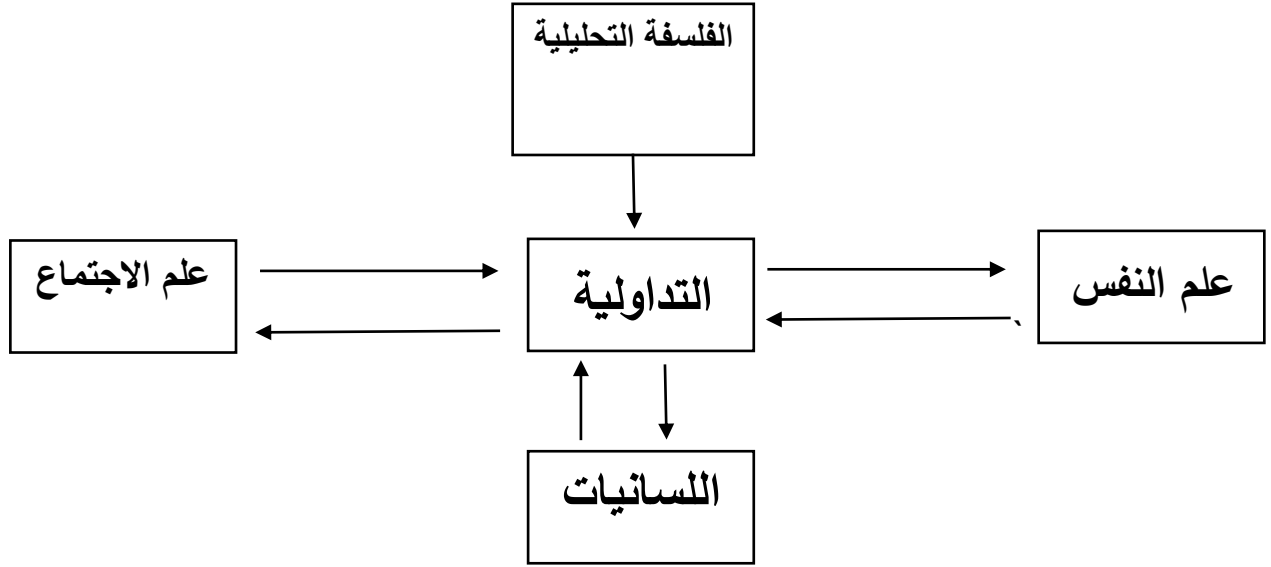 الفلسفة التحليلية
علم النفس
التداولية
علم الاجتماع
اللسانيات